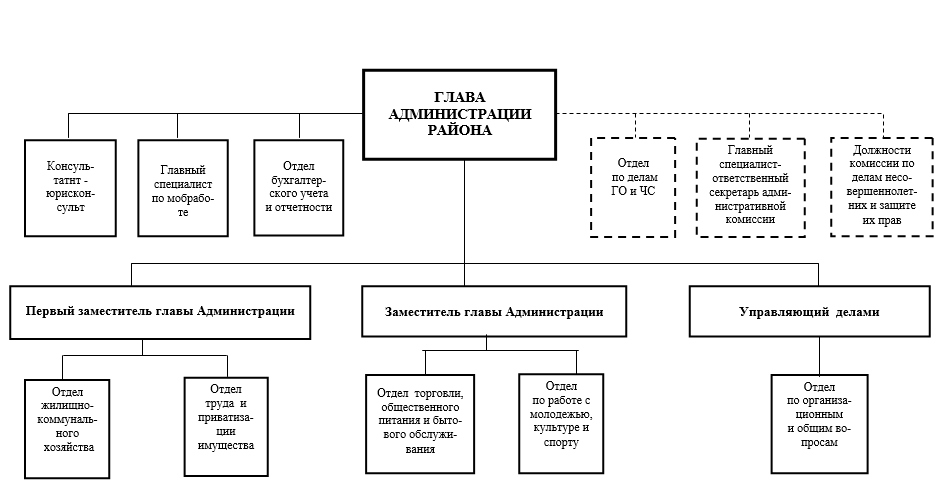 ГЛАВА
АДМИНИСТРАЦИИ
РАЙОНА
Консуль-
татнт -
юрискон-
сульт
Главный
специалист
по мобрабо-
те
Отдел
бухгалтер-
ского учета
и отчетности
Отдел
по делам
ГО и ЧС
Главный
специалист-
ответственный
секретарь адми-
нистративной
комиссии
Должности
комиссии по
делам несо-
вершеннолет-
них и защите
их прав
Первый заместитель главы Администрации
Заместитель главы Администрации
Управляющий делами
Отдел
жилищно-
коммуналь-
ного
хозяйства
Отдел
труда и
приватиза-
ции
имущества
Отдел торговли,
общественного
питания и быто-
вого обслужи-
вания
Отдел
по работе с
молодежью,
культуре и
спорту
Отдел
по организа-
ционным
и общим во-
просам